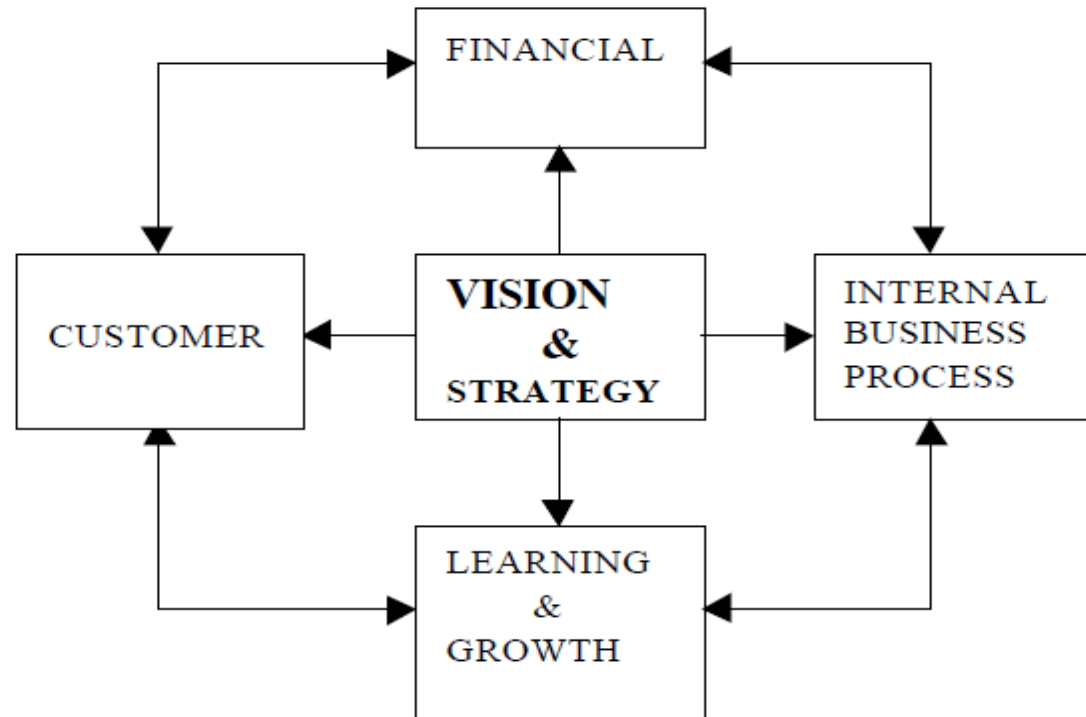 FINANCIAL
CUSTOMER
VISION
&
STRATEGY
INTERNAL
BUSINESS
PROCESS
LEARNING
&
GROWTH